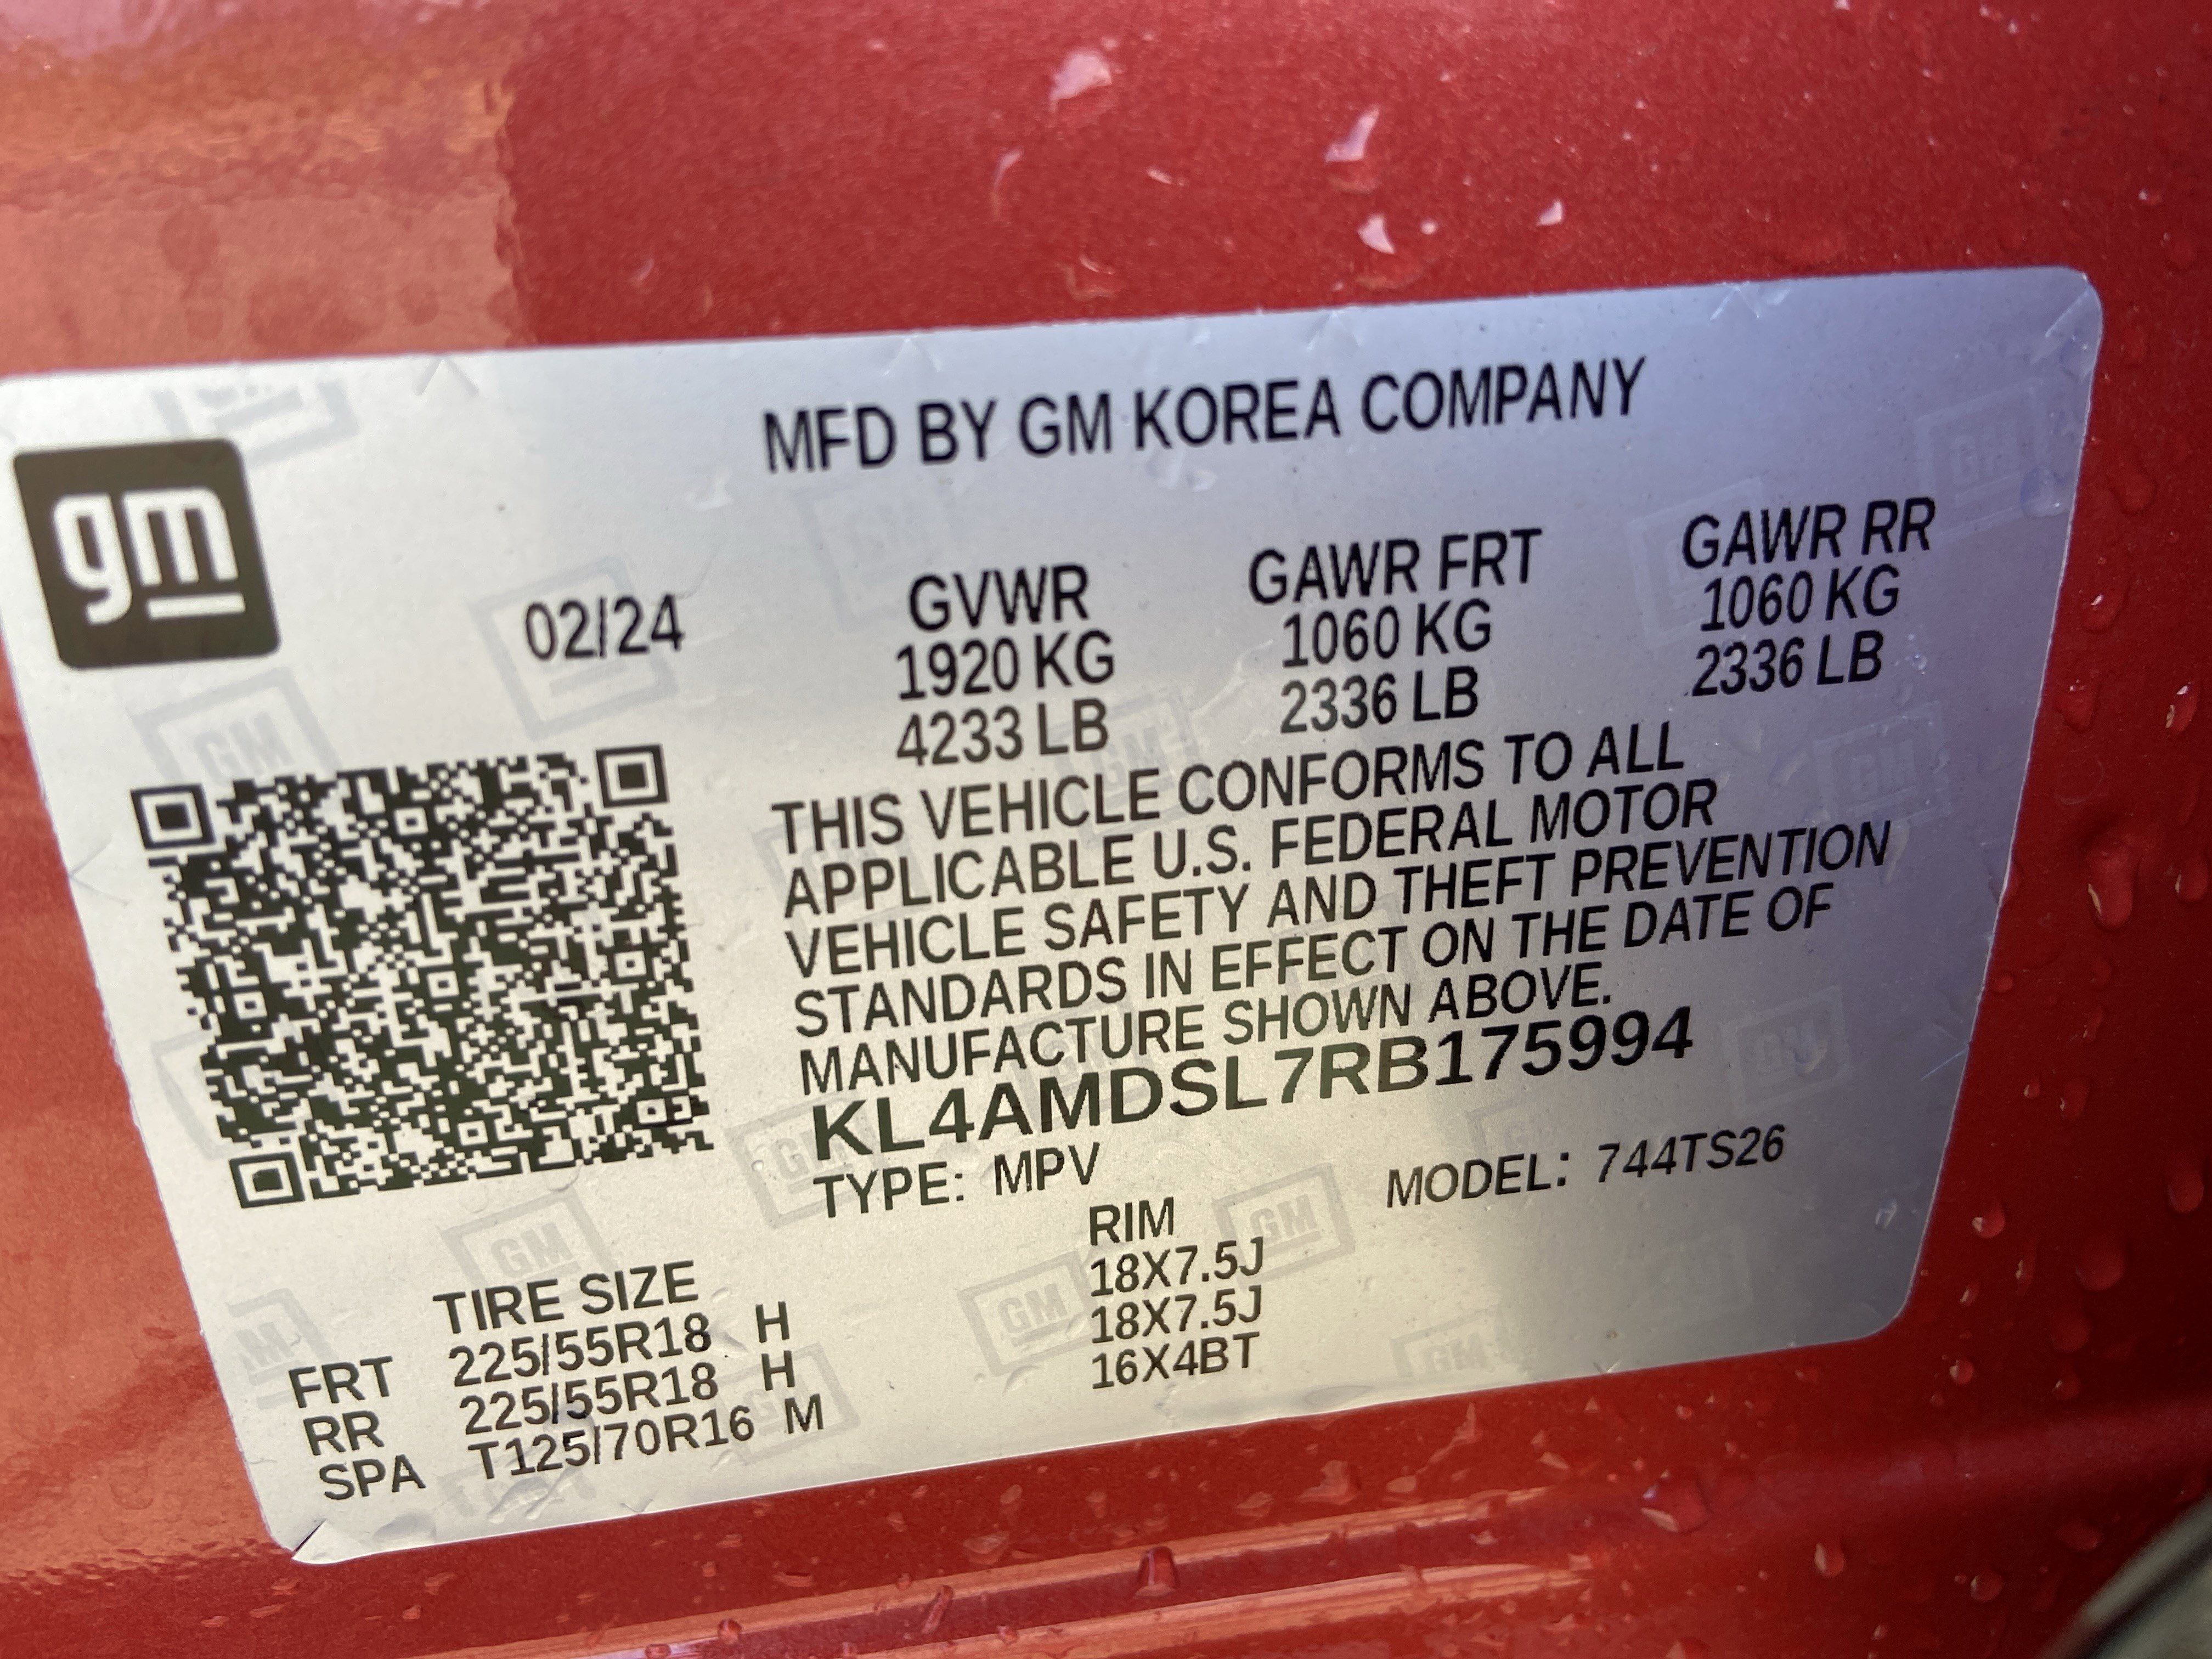 MFD BY GM KOREA COMPANY
gm
02/24
GVWR
1920 KG
4233 LB
GAWR FRT
1060 KG
2336 LB
GAWR RR
1060 KG
2336 LB
THIS VEHICLE CONFORMS TO ALL
APPLICABLE U.S. FEDERAL MOTOR
VEHICLE SAFETY AND THEFT PREVENTION
STANDARDS IN EFFECT ON THE DATE OF
MANUFACTURE SHOWN ABOVE.
KL4AMDSL7RB175994
TYPE: MPV MODEL: 744TS26
TIRE SIZE RIM
FRT 225/55R18 H 18X7.5J
RR 225/55R18 H 18X7.5J
SPA T125/70R16 M 16X4BT